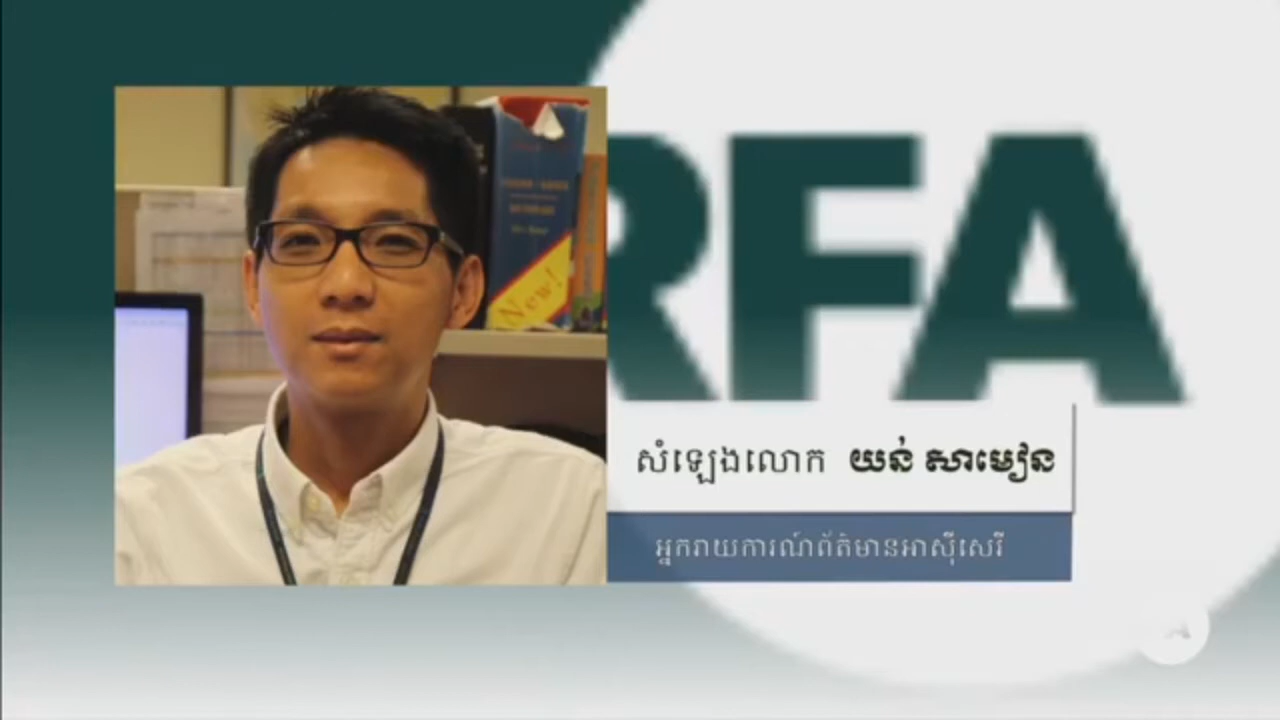 RFA
New!
សំឡេងលោក យន់ សាមៀន
អ្នករាយការណ៍ព័ត៌មានអាស៊ីសេរី